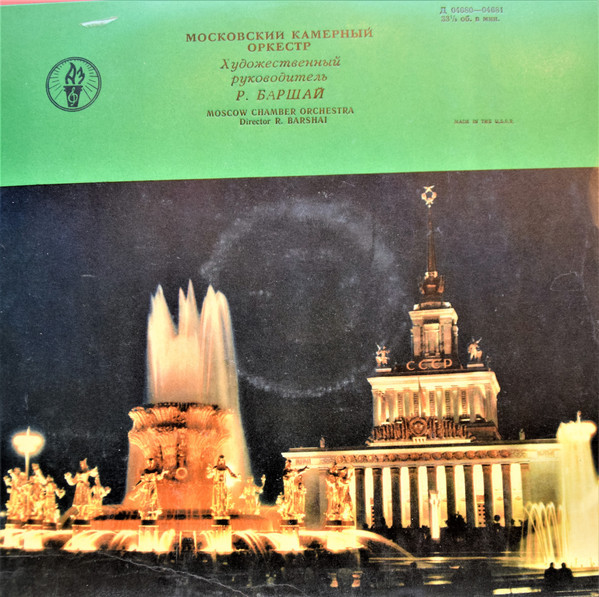 Д 04680—04681
33⅓ об. в мин.
МОСКОВСКИЙ КАМЕРНЫЙ
ОРКЕСТР
Художественный
руководитель
Р. БАРШАЙ
MOSCOW CHAMBER ORCHESTRA
Director R. BARSHAI
MADE IN THE U.S.S.R.
АЗ
СССР